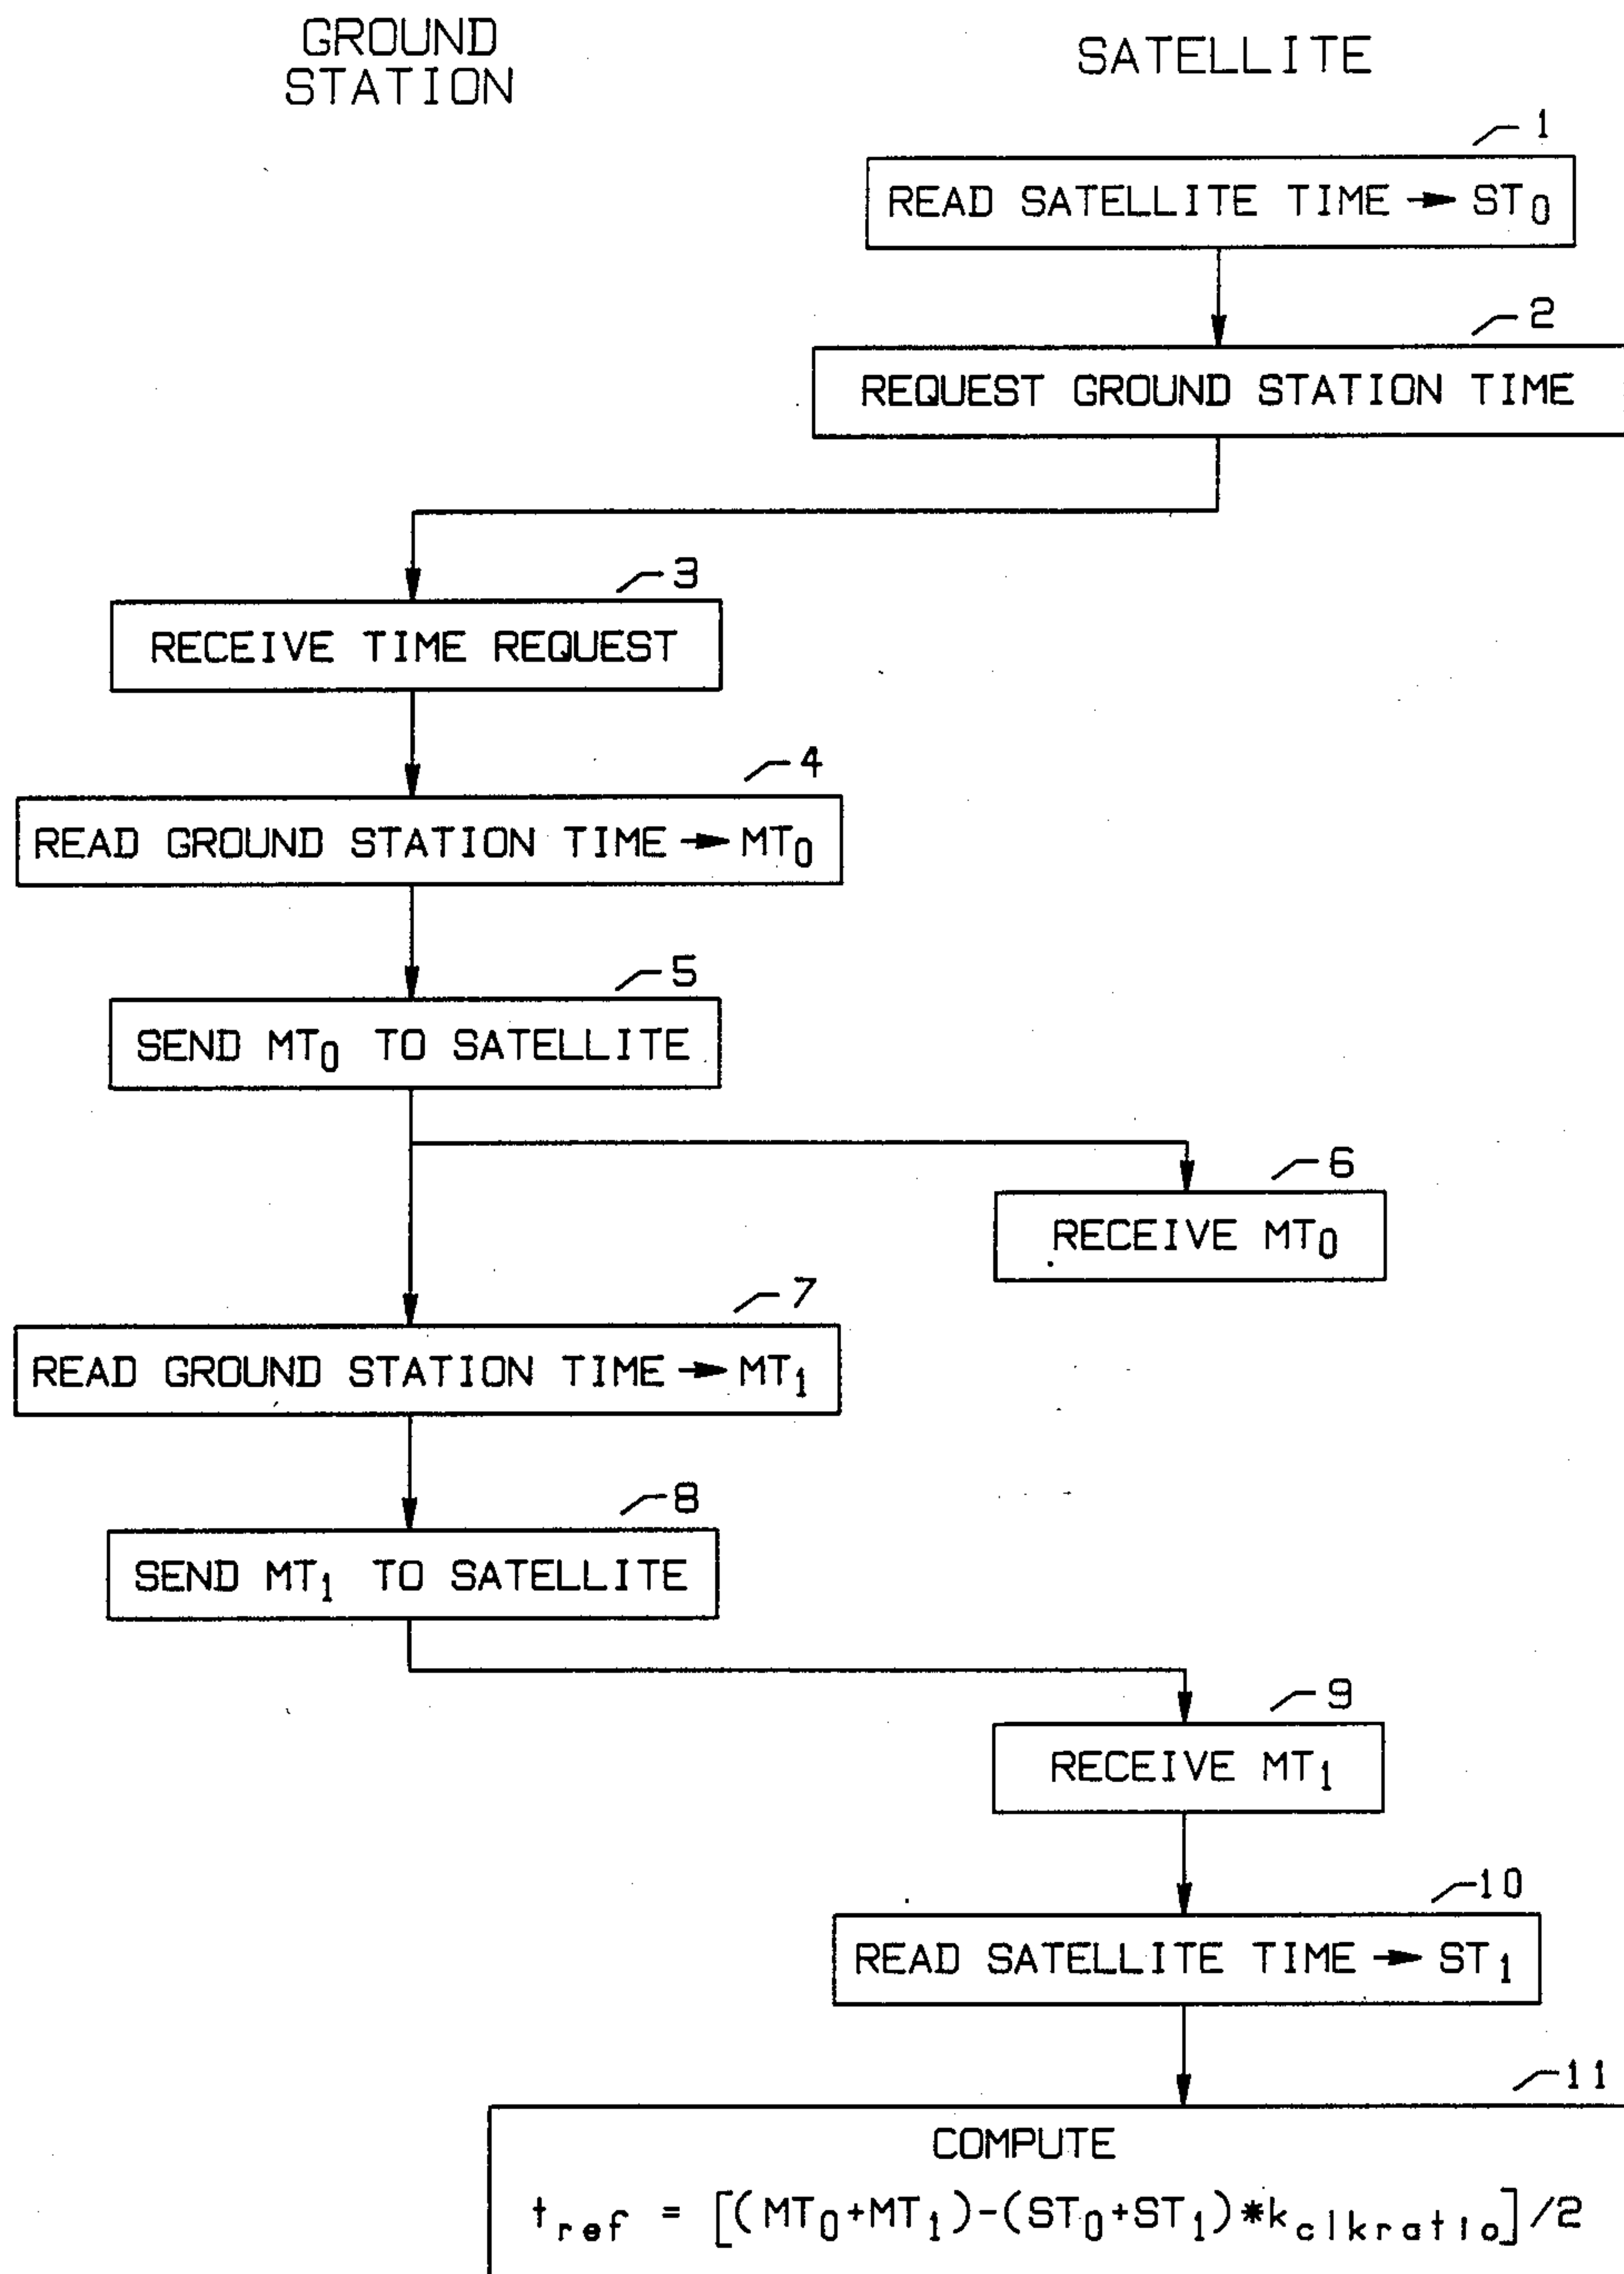 GROUND
STATION
SATELLITE
1
READ SATELLITE TIME → ST₀
2
REQUEST GROUND STATION TIME
3
RECEIVE TIME REQUEST
4
READ GROUND STATION TIME → MT₀
5
SEND MT₀ TO SATELLITE
6
RECEIVE MT₀
7
READ GROUND STATION TIME → MT₁
8
SEND MT₁ TO SATELLITE
9
RECEIVE MT₁
10
READ SATELLITE TIME → ST₁
11
COMPUTE
t_ref = [(MT₀+MT₁)-(ST₀+ST₁)*k_clkratio]/2